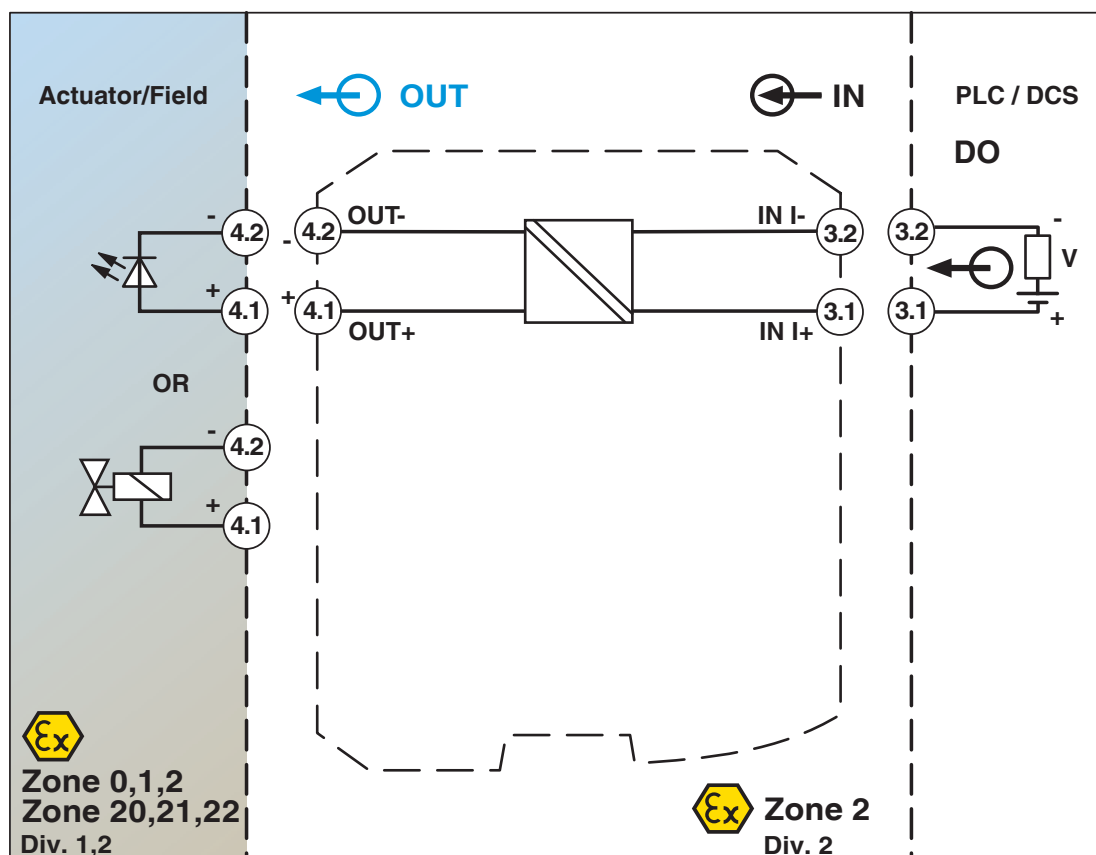 Actuator/Field
OUT
IN
PLC / DCS
DO
-
4.2
-
4.2
OUT-
IN I-
3.2
3.2
-
V
+
4.1
+
4.1
OUT+
IN I+
3.1
3.1
+
OR
-
4.2
+
4.1
Ex
Zone 0,1,2
Zone 20,21,22
Div. 1,2
Ex
Zone 2
Div. 2